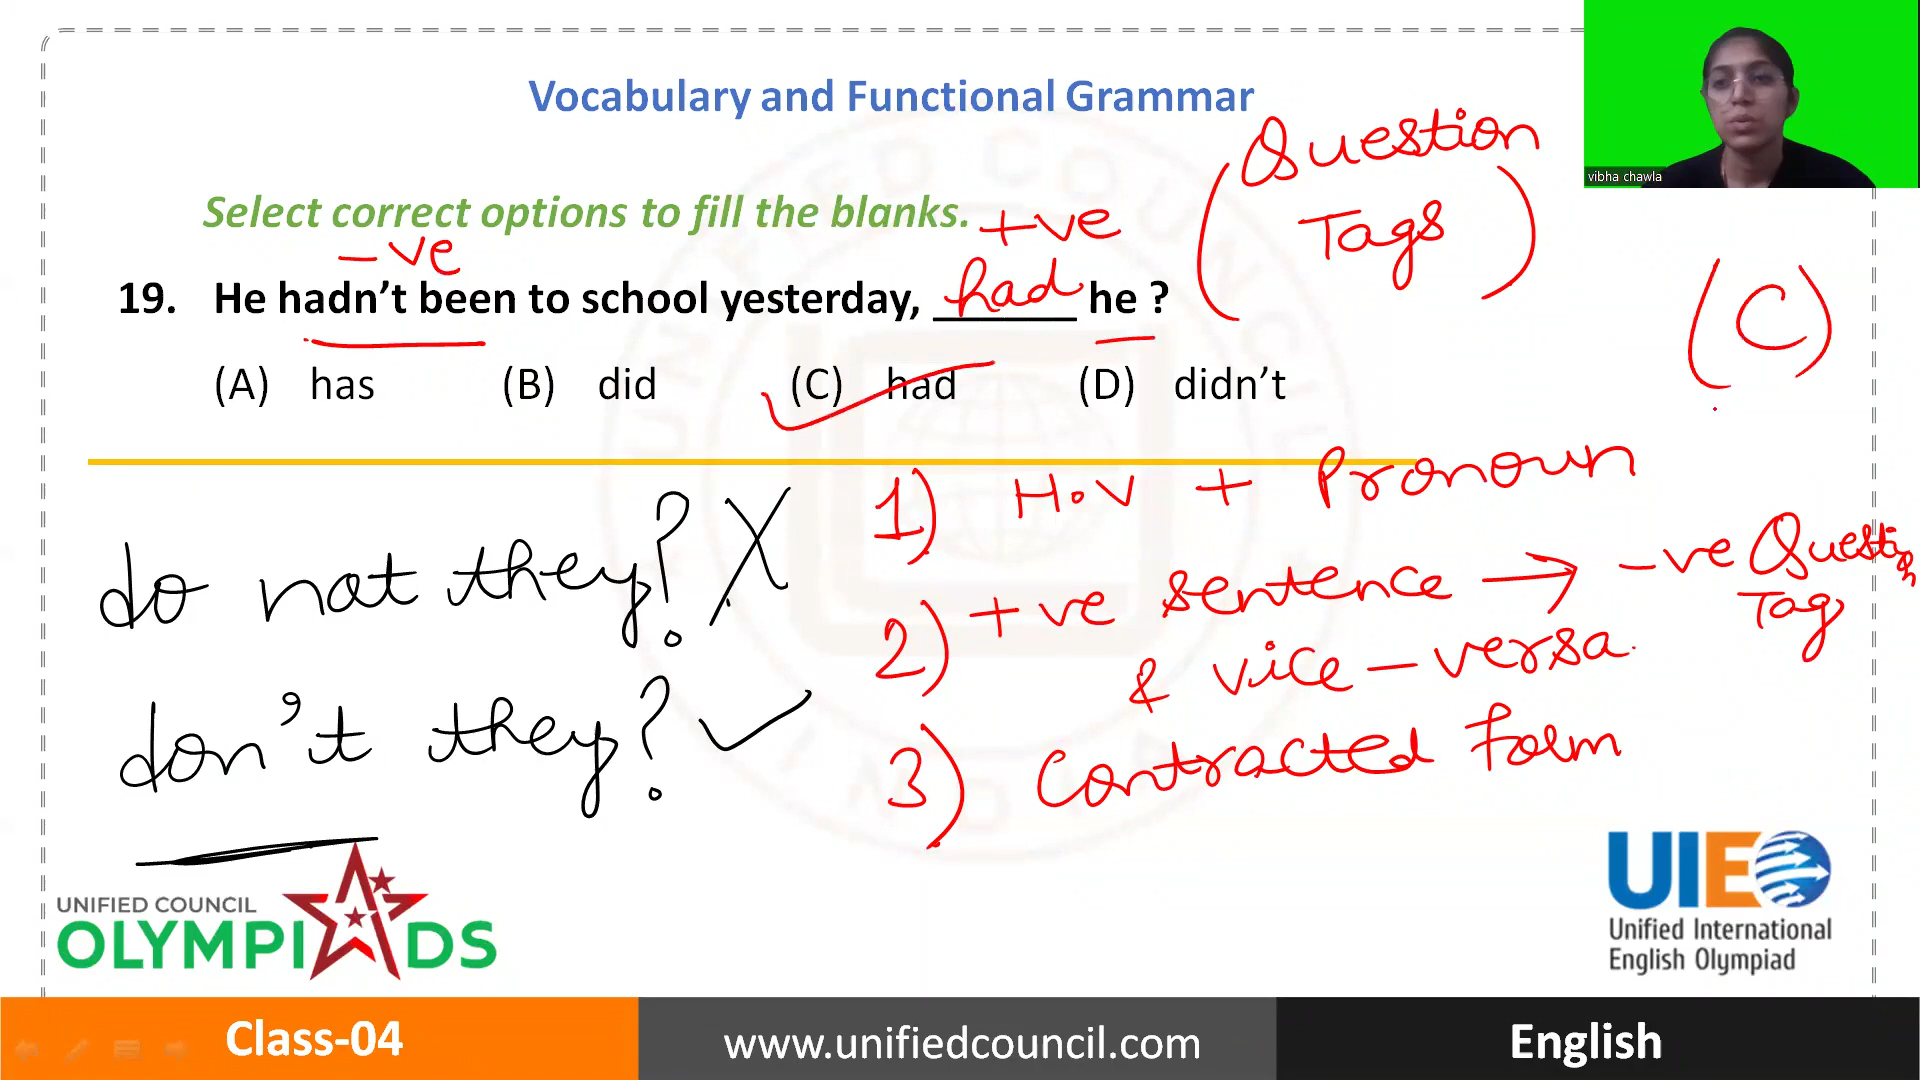 Vocabulary and Functional Grammar
Question
Tags
vibha chawla
Select correct options to fill the blanks.
+ve
-ve
19. He hadn't been to school yesterday, had he ?
(C)
(A) has (B) did (C) had (D) didn't
1) H.V + Pronoun
do not they? X
2) +ve sentence → -ve Question
Tag
& vice-versa.
don't they? ✓
3) Contracted Form
UNIFIED COUNCIL
OLYMPIADS
UIEO
Unified International
English Olympiad
Class-04
www.unifiedcouncil.com
English